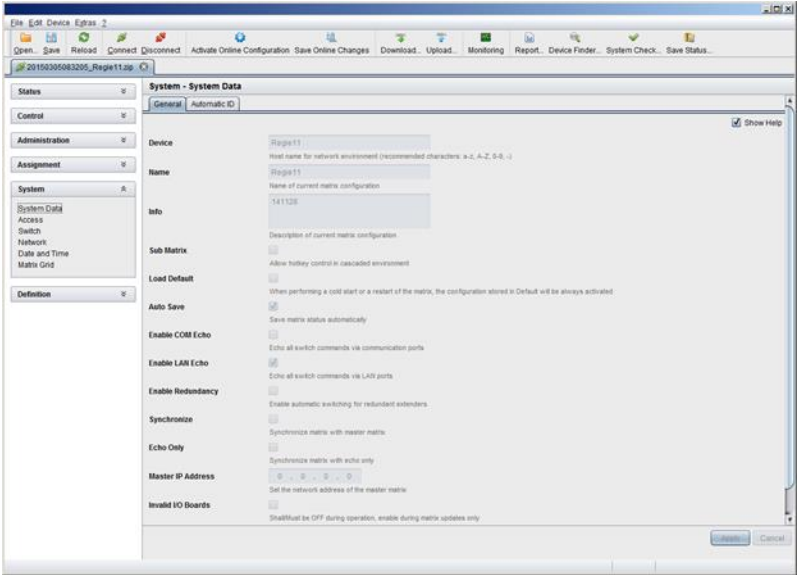 File Edit Device Extras ?
Open... Save Reload Connect Disconnect Activate Online Configuration Save Online Changes Download... Upload... Monitoring Report... Device Finder... System Check... Save Status...
20150305083205_Regie11.zip
Status
Control
Administration
Assignment
System
System Data
Access
Switch
Network
Date and Time
Matrix Grid
Definition
System - System Data
General Automatic ID
Show Help
Device Regie11
Host name for network environment (recommended characters: a-z, A-Z, 0-9, -)
Name Regie11
Name of current matrix configuration
Info 141128
Description of current matrix configuration
Sub Matrix
Allow hotkey control in cascaded environment
Load Default
When performing a cold start or a restart of the matrix, the configuration stored in Default will be always activated
Auto Save
Save matrix status automatically
Enable COM Echo
Echo all switch commands via communication ports
Enable LAN Echo
Echo all switch commands via LAN ports
Enable Redundancy
Enable automatic switching for redundant extenders
Synchronize
Synchronize matrix with master matrix
Echo Only
Synchronize matrix with echo only
Master IP Address 0 . 0 . 0 . 0
Set the network address of the master matrix
Invalid I/O Boards
Shall/Must be OFF during operation, enable during matrix updates only
Apply Cancel